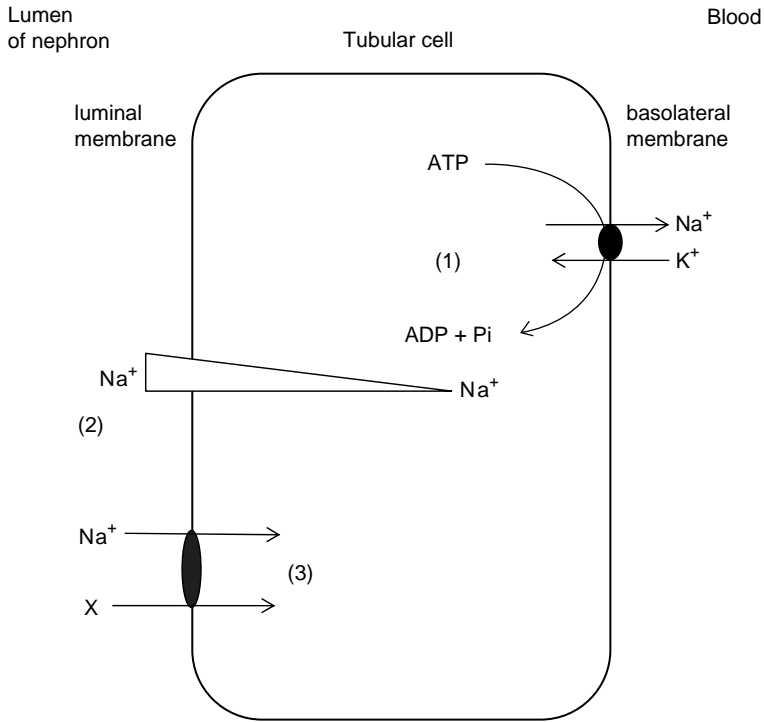 Lumen
of nephron
Tubular cell
Blood
luminal
membrane
basolateral
membrane
ATP
Na⁺
(1)
K⁺
ADP + Pi
Na⁺
Na⁺
(2)
Na⁺
(3)
X